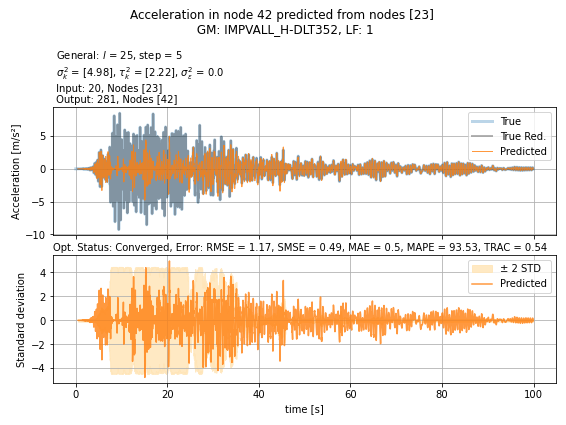 Acceleration in node 42 predicted from nodes [23]
GM: IMPVALL_H-DLT352, LF: 1
General: l = 25, step = 5
σ²ₖ = [4.98], τ²ₖ = [2.22], σ²ε = 0.0
Input: 20, Nodes [23]
Output: 281, Nodes [42]
Acceleration [m/s²]
5
0
−5
−10
True
True Red.
Predicted
Opt. Status: Converged, Error: RMSE = 1.17, SMSE = 0.49, MAE = 0.5, MAPE = 93.53, TRAC = 0.54
Standard deviation
4
2
0
−2
−4
± 2 STD
Predicted
0 20 40 60 80 100
time [s]